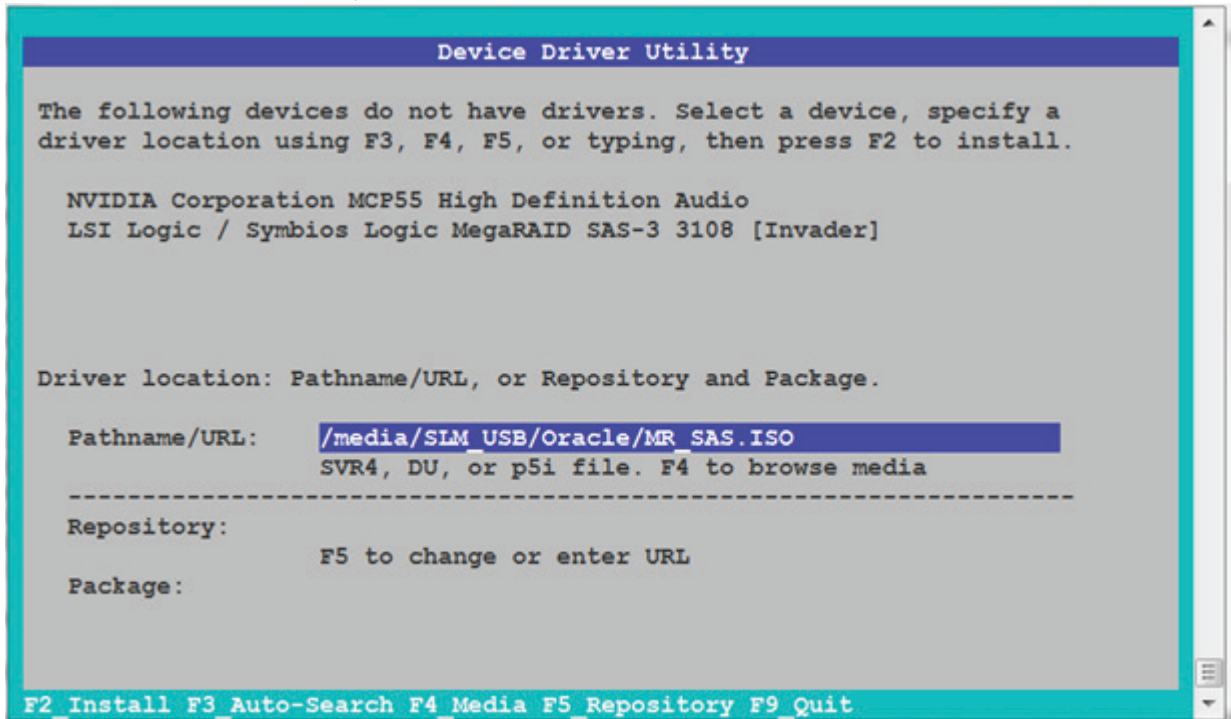 Device Driver Utility
The following devices do not have drivers. Select a device, specify a
driver location using F3, F4, F5, or typing, then press F2 to install.
NVIDIA Corporation MCP55 High Definition Audio
LSI Logic / Symbios Logic MegaRAID SAS-3 3108 [Invader]
Driver location: Pathname/URL, or Repository and Package.
Pathname/URL: /media/SLM_USB/Oracle/MR_SAS.ISO
SVR4, DU, or p5i file. F4 to browse media
----------------------------------------------------------------------
Repository:
F5 to change or enter URL
Package:
F2_Install F3_Auto-Search F4_Media F5_Repository F9_Quit